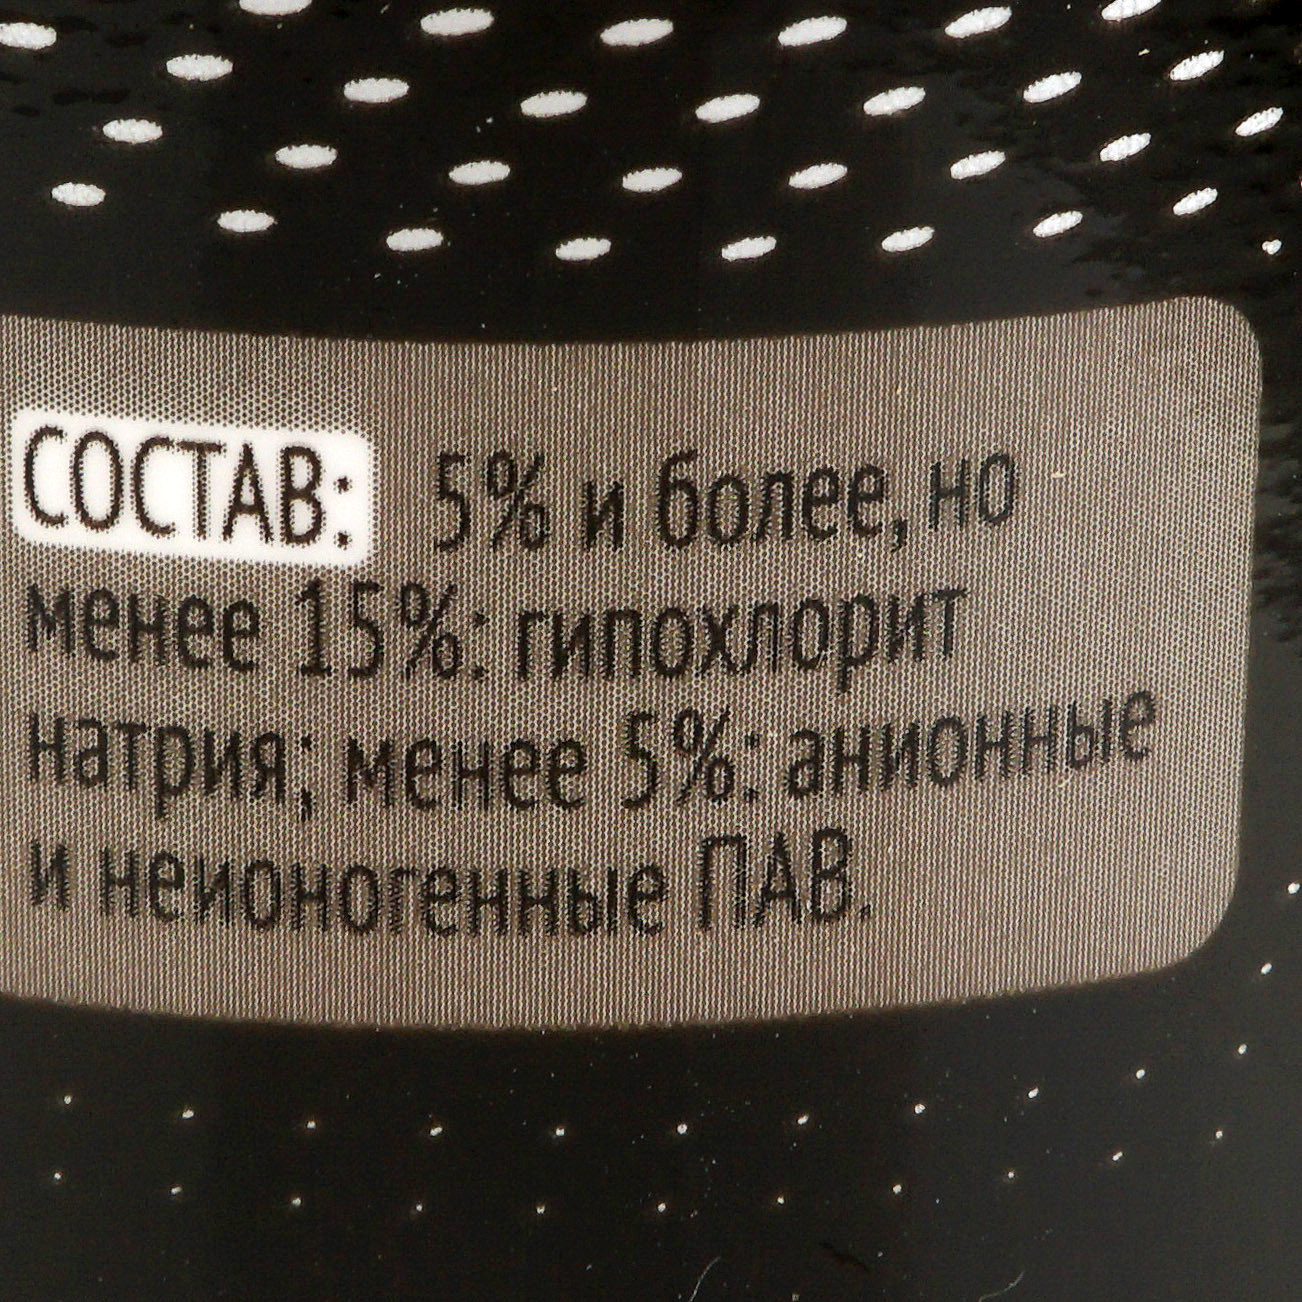 СОСТАВ: 5% и более, но
менее 15%: гипохлорит
натрия; менее 5%: анионные
и неионогенные ПАВ.